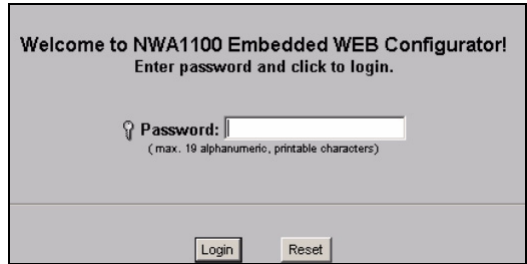 Welcome to NWA1100 Embedded WEB Configurator!
Enter password and click to login.
Password:
( max. 19 alphanumeric, printable characters)
Login Reset